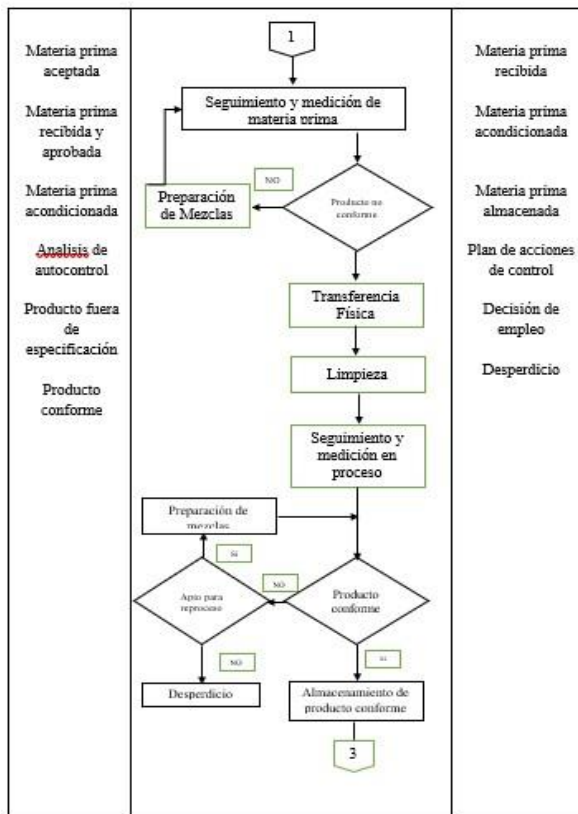 Materia prima
aceptada
Materia prima
recibida y
aprobada
Materia prima
acondicionada
Analisis de
autocontrol
Producto fuera
de
especificación
Producto
conforme
1
Seguimiento y medición de
materia prima
NO
Preparación
de Mezclas
Producto no
conforme
Transferencia
Física
Limpieza
Seguimiento y
medición en
proceso
Preparación de
mezclas
SI
Apto para
reproceso
NO
Producto
conforme
NO
SI
Desperdicio
Almacenamiento de
producto conforme
3
Materia prima
recibida
Materia prima
acondicionada
Materia prima
almacenada
Plan de acciones
de control
Decisión de
empleo
Desperdicio